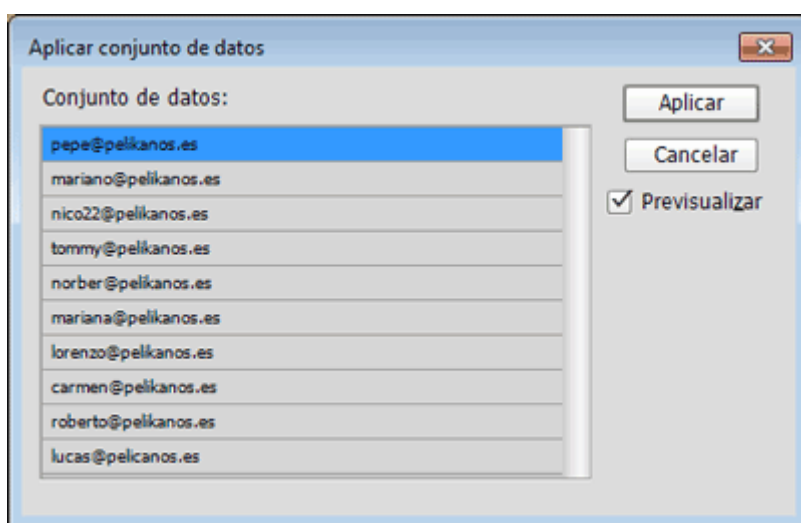 Aplicar conjunto de datos
Conjunto de datos:
pepe@pelikanos.es
mariano@pelikanos.es
nico22@pelikanos.es
tommy@pelikanos.es
norber@pelikanos.es
mariana@pelikanos.es
lorenzo@pelikanos.es
carmen@pelikanos.es
roberto@pelikanos.es
lucas@pelicanos.es
Aplicar
Cancelar
Previsualizar